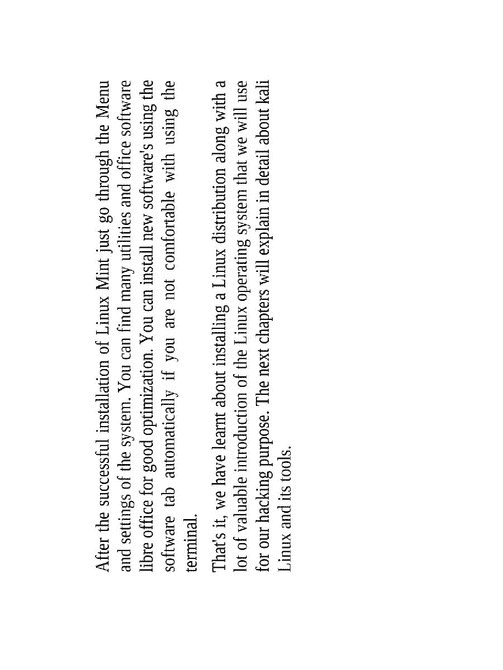 After the successful installation of Linux Mint just go through the Menu
and settings of the system. You can find many utilities and office software
libre office for good optimization. You can install new software's using the
software tab automatically if you are not comfortable with using the
terminal.
That's it, we have learnt about installing a Linux distribution along with a
lot of valuable introduction of the Linux operating system that we will use
for our hacking purpose. The next chapters will explain in detail about kali
Linux and its tools.